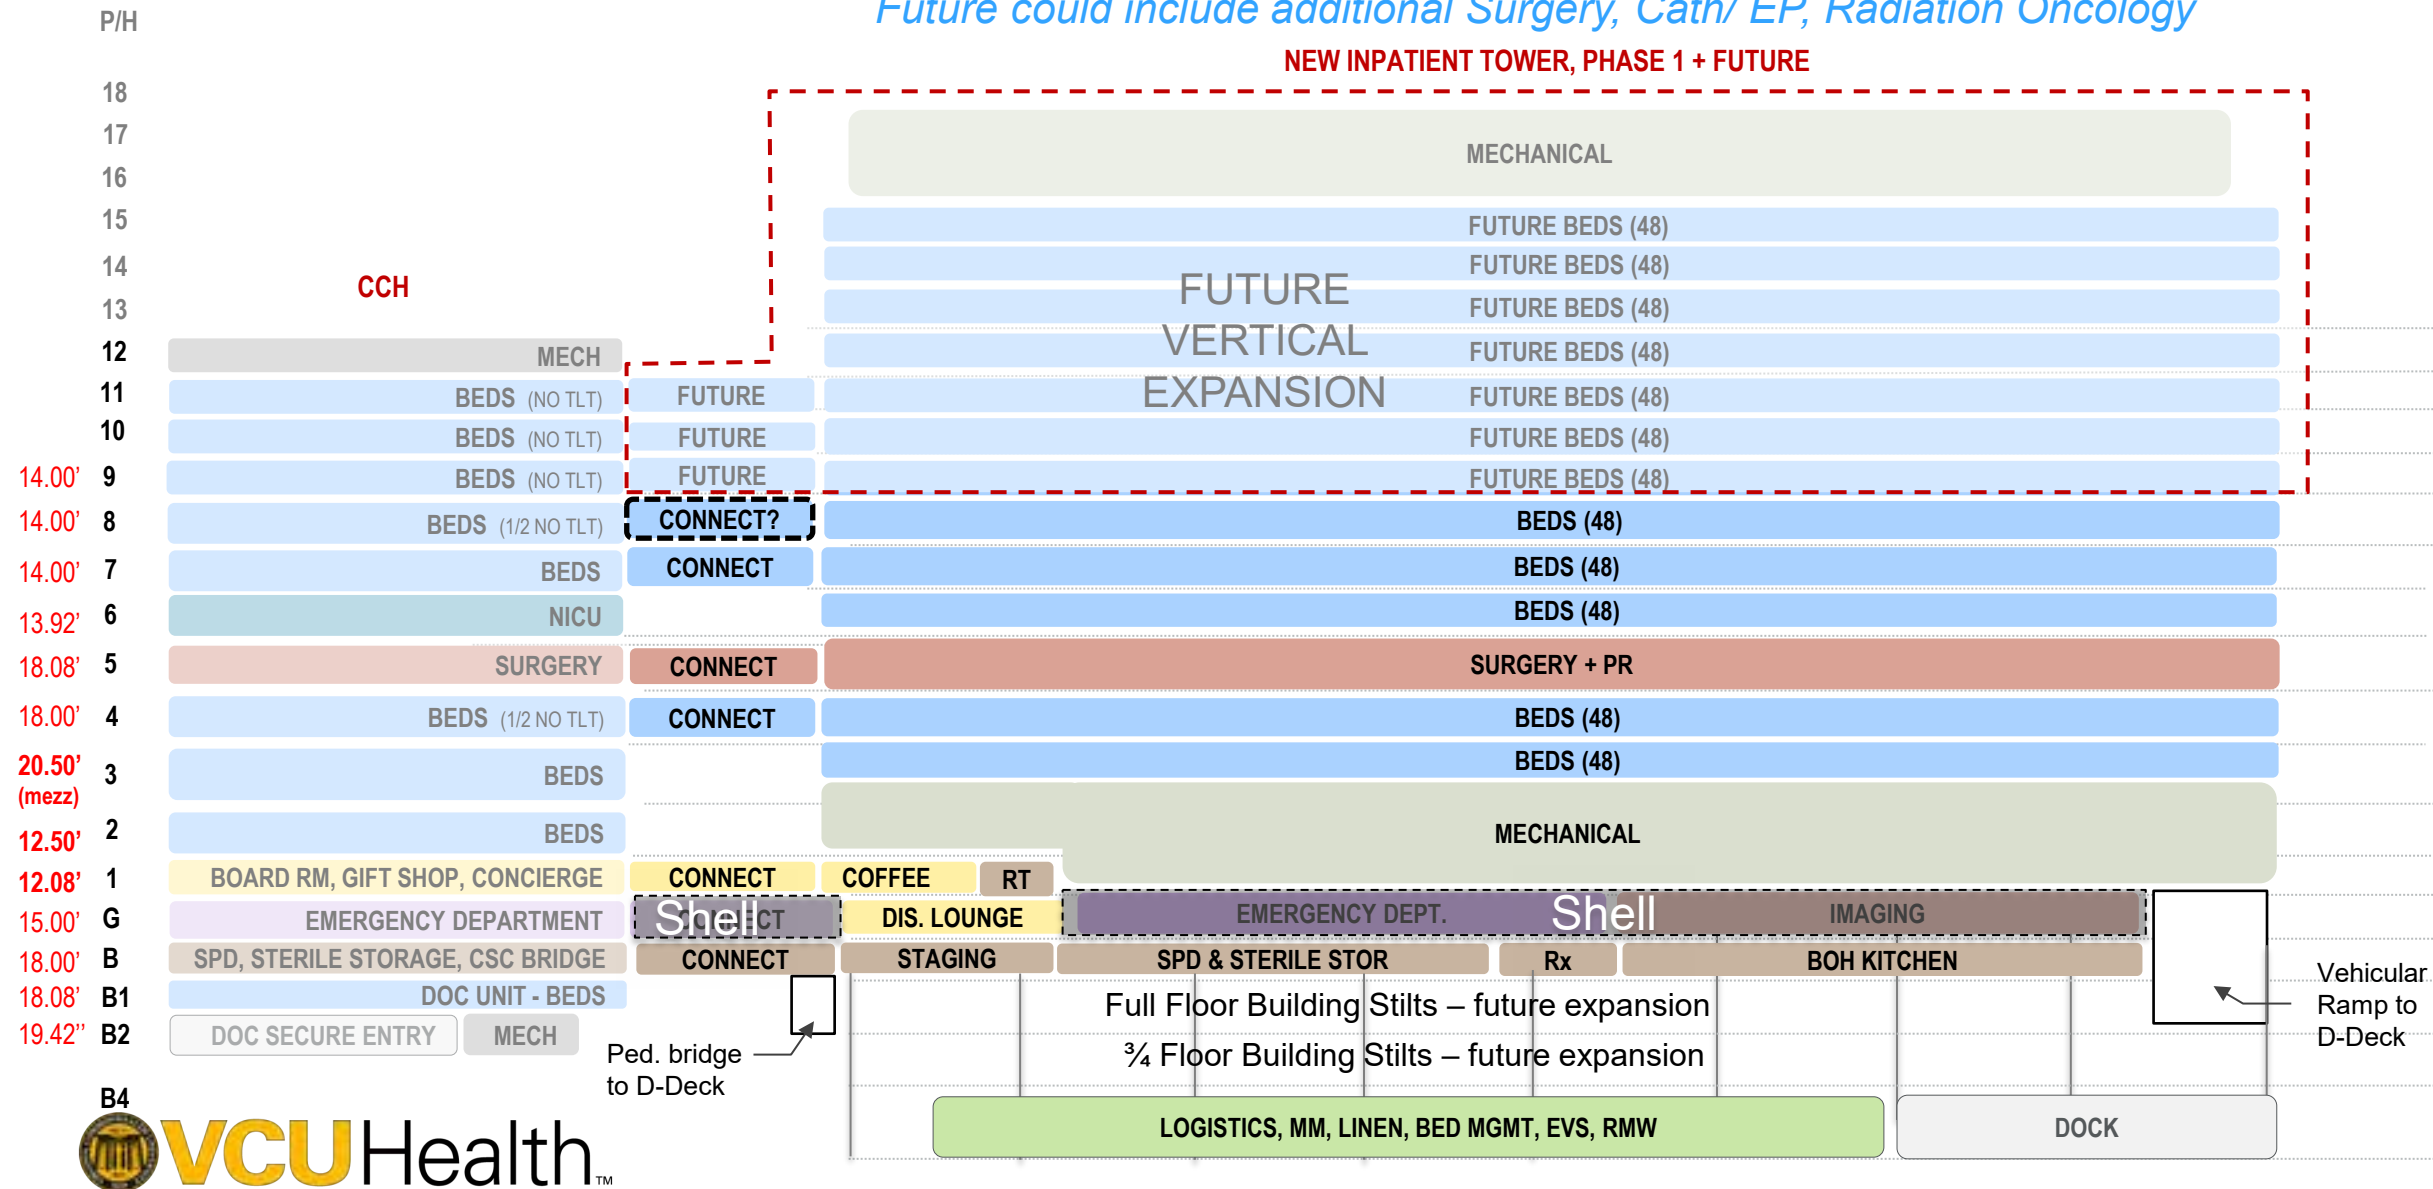 Future could include additional Surgery, Cath/ EP, Radiation Oncology
P/H
NEW INPATIENT TOWER, PHASE 1 + FUTURE
18
17
MECHANICAL
16
15
FUTURE BEDS (48)
14
FUTURE BEDS (48)
CCH
FUTURE
VERTICAL
EXPANSION
13
FUTURE BEDS (48)
12
MECH
FUTURE BEDS (48)
11
BEDS (NO TLT)
FUTURE
FUTURE BEDS (48)
10
BEDS (NO TLT)
FUTURE
FUTURE BEDS (48)
14.00' 9
BEDS (NO TLT)
FUTURE
FUTURE BEDS (48)
14.00' 8
BEDS (1/2 NO TLT)
CONNECT?
BEDS (48)
14.00' 7
BEDS
CONNECT
BEDS (48)
13.92' 6
NICU
BEDS (48)
18.08' 5
SURGERY
CONNECT
SURGERY + PR
18.00' 4
BEDS (1/2 NO TLT)
CONNECT
BEDS (48)
20.50'
(mezz)
3
BEDS
BEDS (48)
12.50' 2
BEDS
MECHANICAL
12.08' 1
BOARD RM, GIFT SHOP, CONCIERGE
CONNECT
COFFEE
RT
15.00' G
EMERGENCY DEPARTMENT
CONNECT
Shell
DIS. LOUNGE
EMERGENCY DEPT.
Shell
IMAGING
18.00' B
SPD, STERILE STORAGE, CSC BRIDGE
CONNECT
STAGING
SPD & STERILE STOR
Rx
BOH KITCHEN
18.08' B1
DOC UNIT - BEDS
Full Floor Building Stilts – future expansion
Vehicular
Ramp to
D-Deck
19.42'' B2
DOC SECURE ENTRY
MECH
Ped. bridge
to D-Deck
¾ Floor Building Stilts – future expansion
B4
LOGISTICS, MM, LINEN, BED MGMT, EVS, RMW
DOCK
VCUHealth™